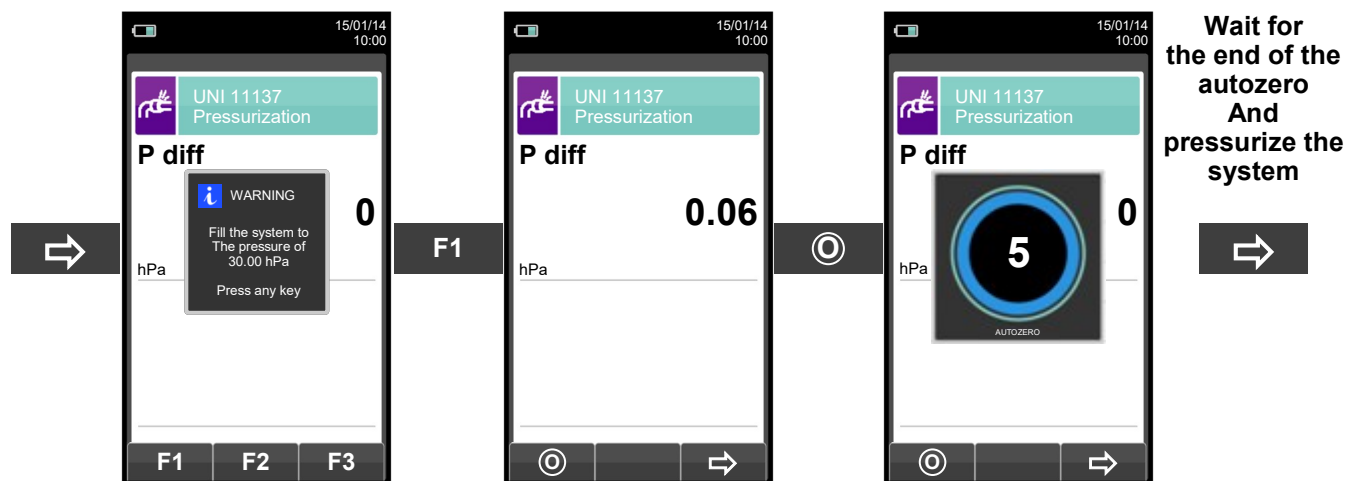 15/01/14
10:00
UNI 11137
Pressurization
P diff
WARNING
Fill the system to
The pressure of
30.00 hPa
Press any key
0
hPa
F1 F2 F3
F1
15/01/14
10:00
UNI 11137
Pressurization
P diff
0.06
hPa
15/01/14
10:00
UNI 11137
Pressurization
P diff
5
AUTOZERO
0
hPa
Wait for
the end of the
autozero
And
pressurize the
system